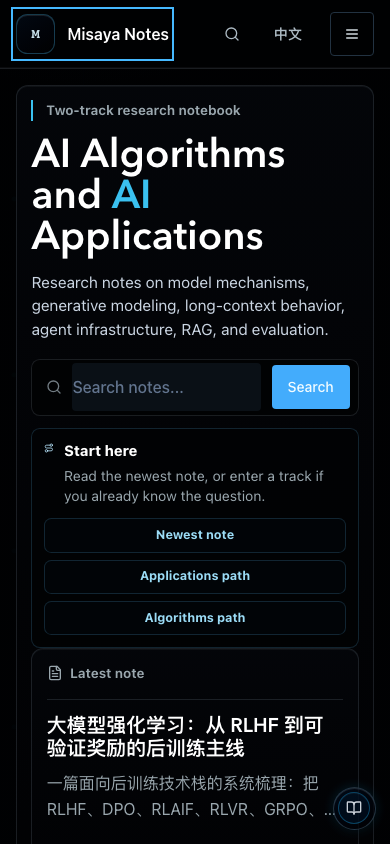 M
Misaya Notes
中文
Two-track research notebook
AI Algorithms
and AI
Applications
Research notes on model mechanisms,
generative modeling, long-context behavior,
agent infrastructure, RAG, and evaluation.
Search notes...
Search
Start here
Read the newest note, or enter a track if
you already know the question.
Newest note
Applications path
Algorithms path
Latest note
大模型强化学习：从 RLHF 到可
验证奖励的后训练主线
一篇面向后训练技术栈的系统梳理：把
RLHF、DPO、RLAIF、RLVR、GRPO、...